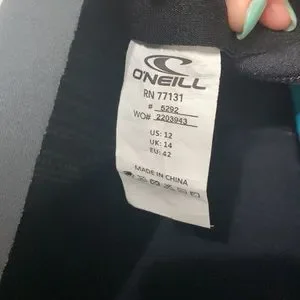 O'NEILL
RN 77131
# 5292
WO# 2203943
US: 12
UK: 14
EU: 42
MADE IN CHINA